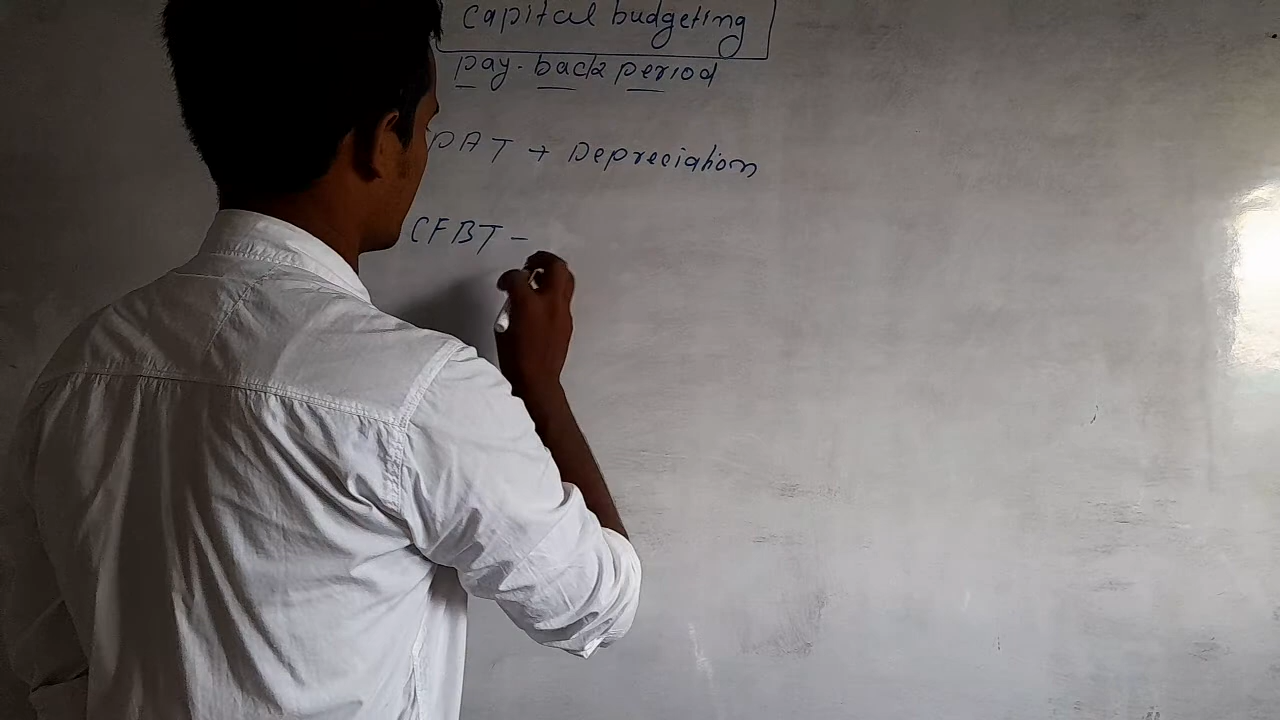 Capital budgeting
Pay-back period
PAT + Depreciation
CFBT -